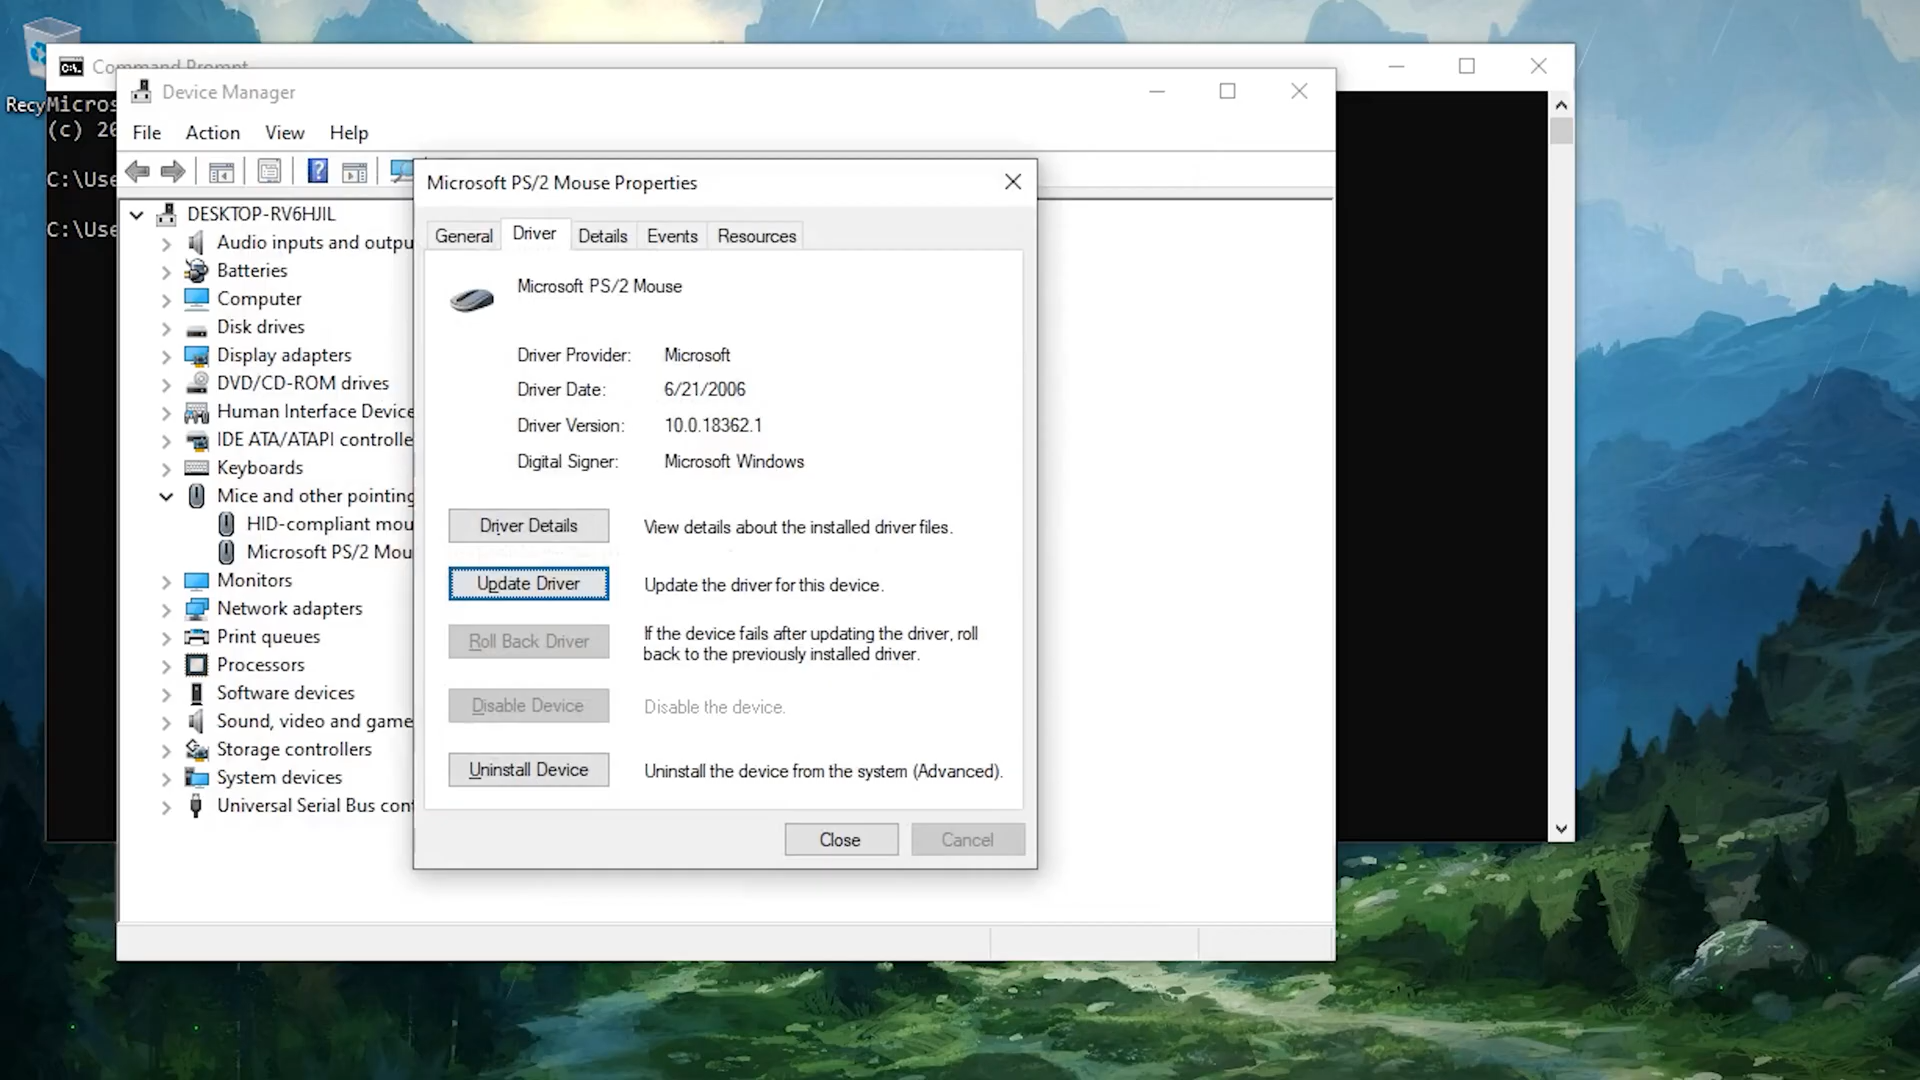 Command Prompt
Recy
Micros
(c) 20
C:\Use
C:\Use
Device Manager
File Action View Help
DESKTOP-RV6HJIL
Audio inputs and outpu
Batteries
Computer
Disk drives
Display adapters
DVD/CD-ROM drives
Human Interface Device
IDE ATA/ATAPI controlle
Keyboards
Mice and other pointing
HID-compliant mou
Microsoft PS/2 Mou
Monitors
Network adapters
Print queues
Processors
Software devices
Sound, video and game
Storage controllers
System devices
Universal Serial Bus cont
Microsoft PS/2 Mouse Properties
General Driver Details Events Resources
Microsoft PS/2 Mouse
Driver Provider: Microsoft
Driver Date: 6/21/2006
Driver Version: 10.0.18362.1
Digital Signer: Microsoft Windows
Driver Details View details about the installed driver files.
Update Driver Update the driver for this device.
Roll Back Driver If the device fails after updating the driver, roll
back to the previously installed driver.
Disable Device Disable the device.
Uninstall Device Uninstall the device from the system (Advanced).
Close Cancel